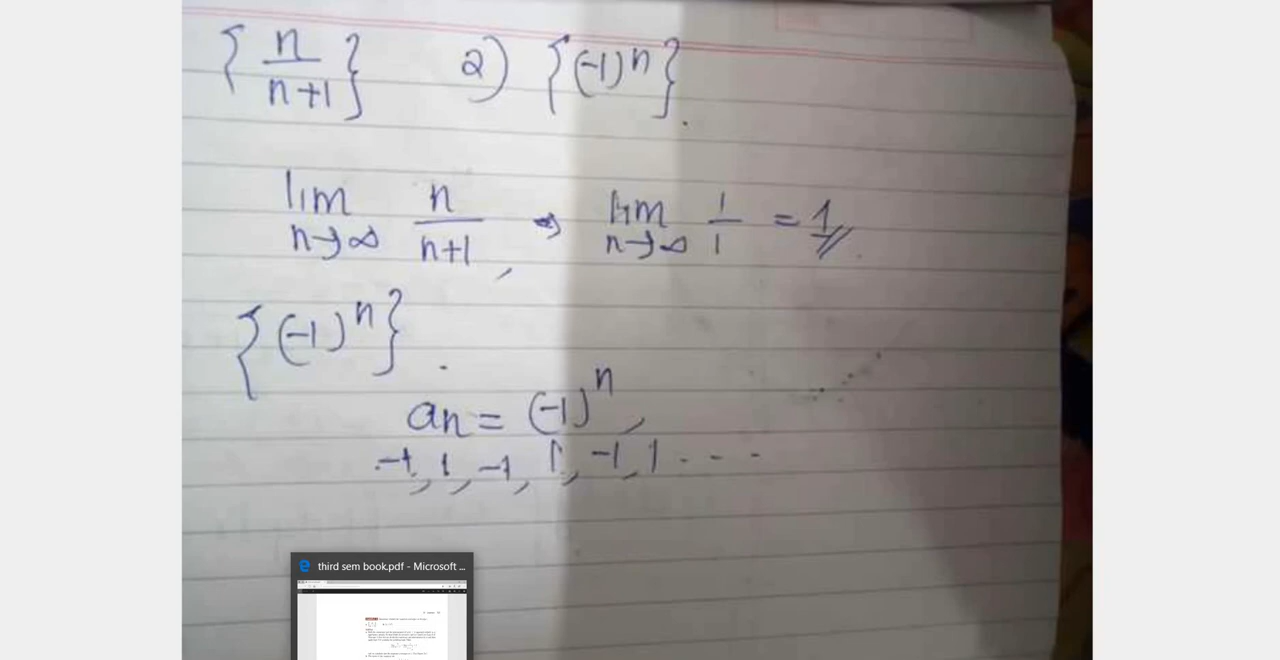 {n/(n+1)} 2) {(-1)^n}.
lim n→∞ n/(n+1), → lim n→∞ 1/1 = 1
{(-1)^n}.
an = (-1)^n,
-1, 1, -1, 1, -1, 1 - - -
third sem book.pdf - Microsoft ...